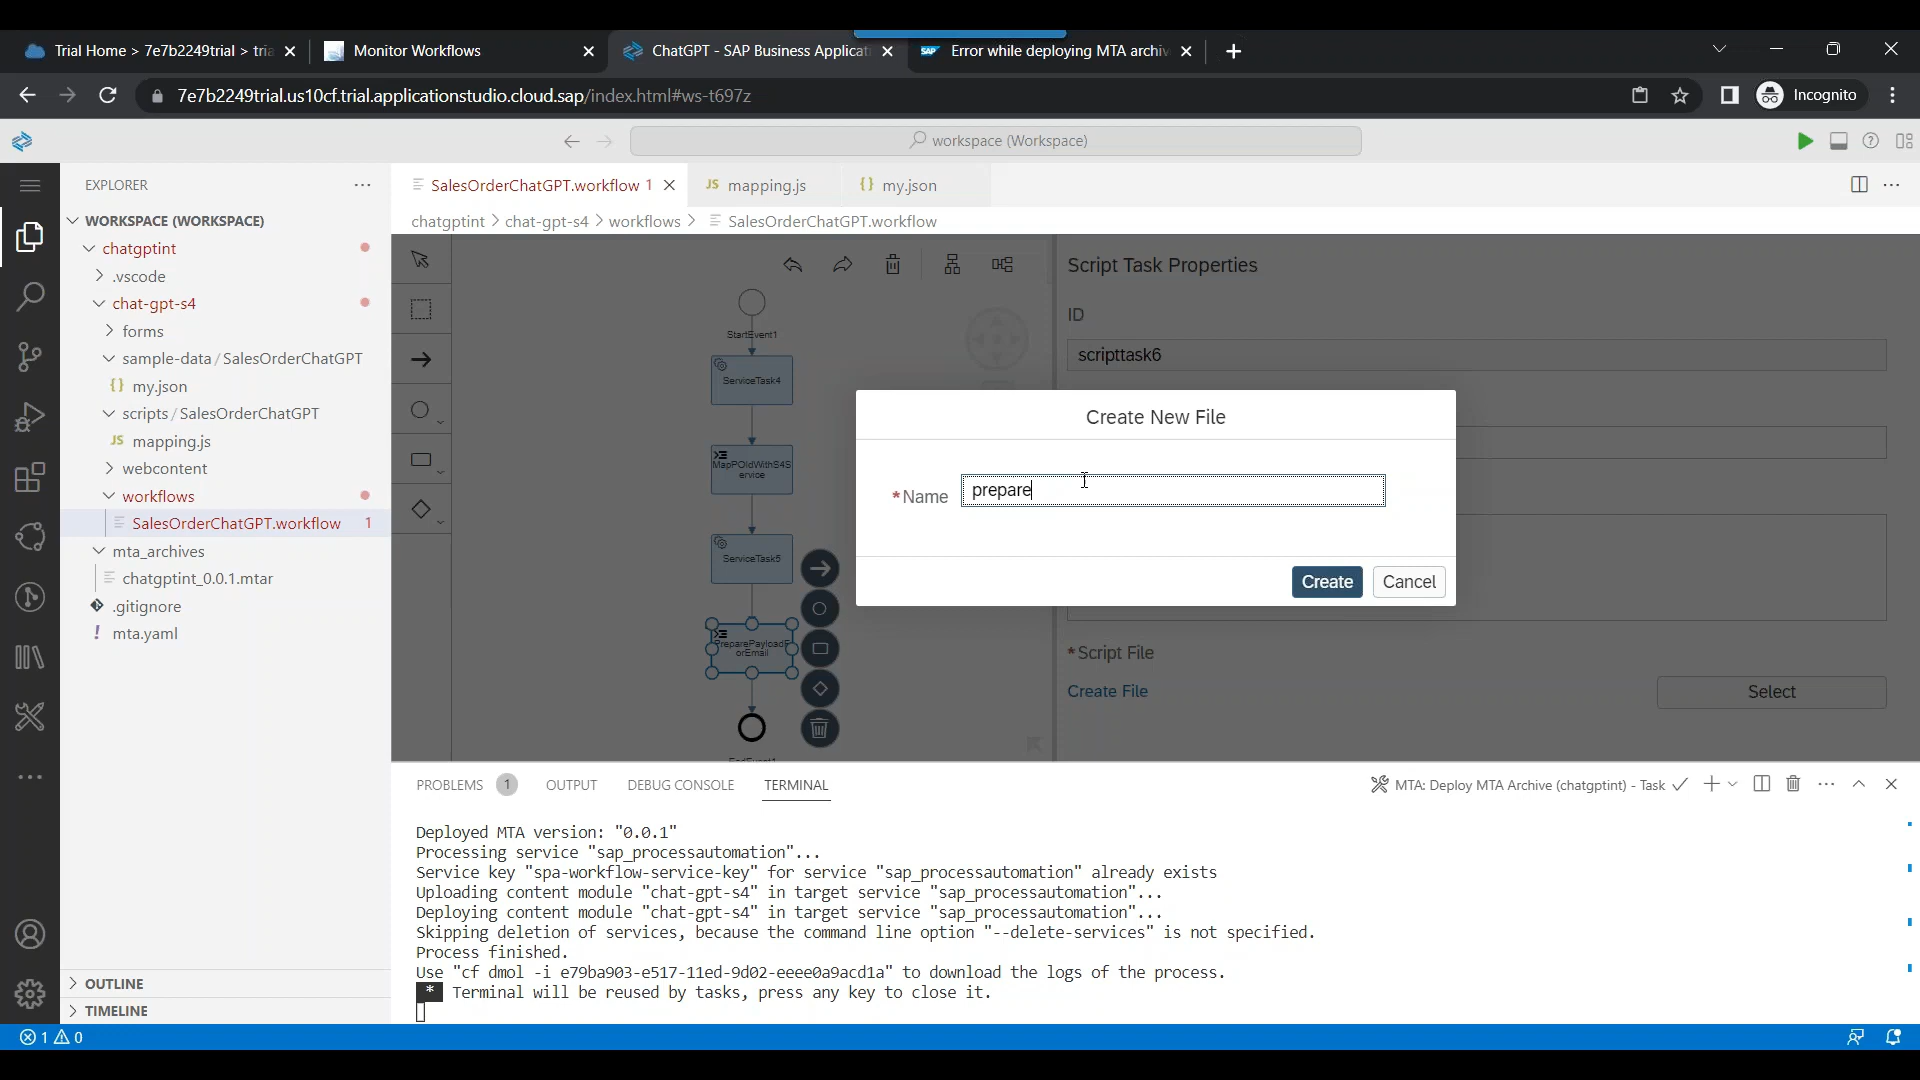 Trial Home > 7e7b2249trial > tria
Monitor Workflows
ChatGPT - SAP Business Applicat
SAP
Error while deploying MTA archiv
7e7b2249trial.us10cf.trial.applicationstudio.cloud.sap/index.html#ws-t697z
Incognito
workspace (Workspace)
EXPLORER
WORKSPACE (WORKSPACE)
chatgptint
.vscode
chat-gpt-s4
forms
sample-data / SalesOrderChatGPT
{} my.json
scripts / SalesOrderChatGPT
JS mapping.js
webcontent
workflows
SalesOrderChatGPT.workflow 1
mta_archives
chatgptint_0.0.1.mtar
.gitignore
! mta.yaml
OUTLINE
TIMELINE
SalesOrderChatGPT.workflow 1
JS mapping.js
{} my.json
chatgptint > chat-gpt-s4 > workflows > SalesOrderChatGPT.workflow
StartEvent1
ServiceTask4
MapPOIdWithS4S
ervice
ServiceTask5
PreparePayloadF
orEmail
EndEvent1
Script Task Properties
ID
scripttask6
Create New File
*Name
prepare
Create
Cancel
*Script File
Create File
Select
PROBLEMS 1
OUTPUT
DEBUG CONSOLE
TERMINAL
MTA: Deploy MTA Archive (chatgptint) - Task
Deployed MTA version: "0.0.1"
Processing service "sap_processautomation"...
Service key "spa-workflow-service-key" for service "sap_processautomation" already exists
Uploading content module "chat-gpt-s4" in target service "sap_processautomation"...
Deploying content module "chat-gpt-s4" in target service "sap_processautomation"...
Skipping deletion of services, because the command line option "--delete-services" is not specified.
Process finished.
Use "cf dmol -i e79ba903-e517-11ed-9d02-eeee0a9acd1a" to download the logs of the process.
* Terminal will be reused by tasks, press any key to close it.
1 0